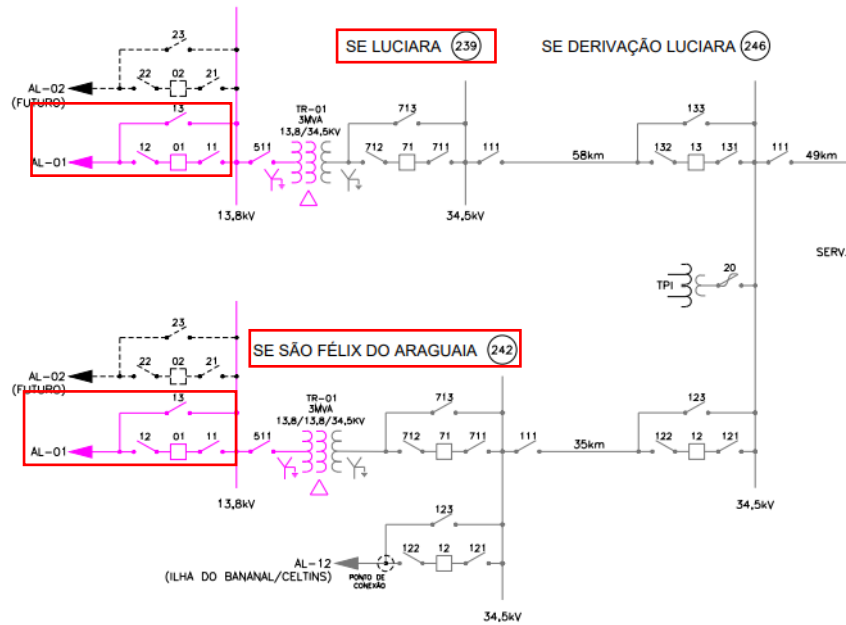 23
SE LUCIARA 239
SE DERIVAÇÃO LUCIARA 246
22 02 21
AL-02
(FUTURO)
TR-01
3MVA
13,8/34,5KV
13
713
133
12 01 11
511
712 71 711
111
132 13 131
111
AL-01
58km
49km
13,8kV
34,5kV
SERV.
20
TPI
23
SE SÃO FÉLIX DO ARAGUAIA 242
22 02 21
AL-02
(FUTURO)
TR-01
3MVA
13,8/13,8/34,5KV
13
713
123
12 01 11
511
712 71 711
111
122 12 121
AL-01
35km
13,8kV
34,5kV
123
122 12 121
AL-12
(ILHA DO BANANAL/CELTINS)
PONTO DE
CONEXÃO
34,5kV